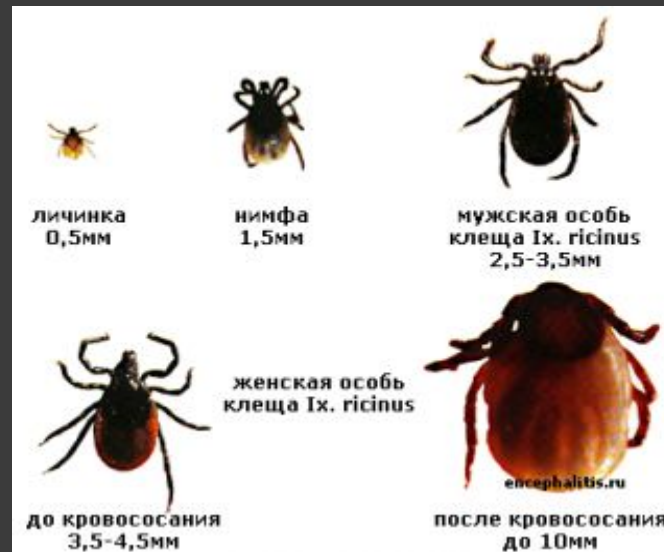 личинка
0,5мм
нимфа
1,5мм
мужская особь
клеща Ix. ricinus
2,5-3,5мм
женская особь
клеща Ix. ricinus
до кровососания
3,5-4,5мм
encephalitis.ru
после кровососания
до 10мм